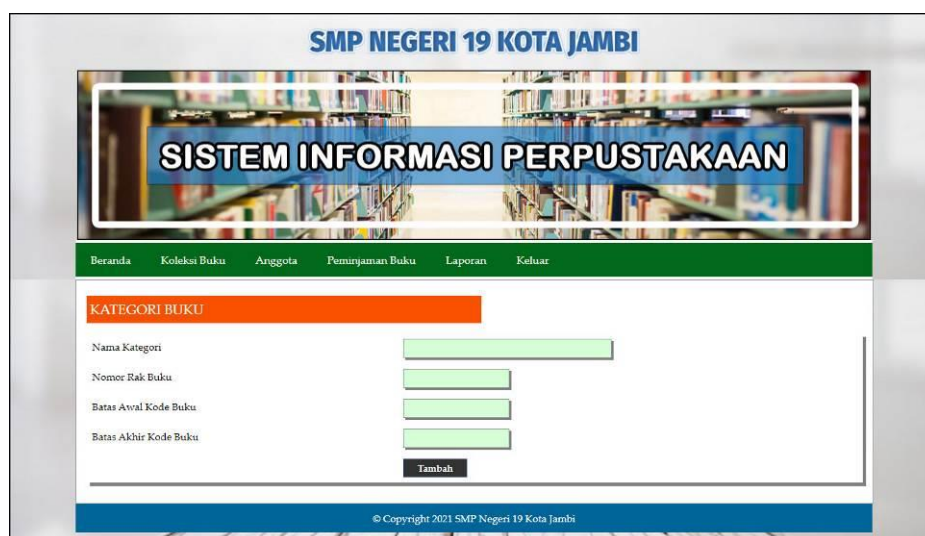 SMP NEGERI 19 KOTA JAMBI
SISTEM INFORMASI PERPUSTAKAAN
Beranda Koleksi Buku Anggota Peminjaman Buku Laporan Keluar
KATEGORI BUKU
Nama Kategori
Nomor Rak Buku
Batas Awal Kode Buku
Batas Akhir Kode Buku
Tambah
© Copyright 2021 SMP Negeri 19 Kota Jambi